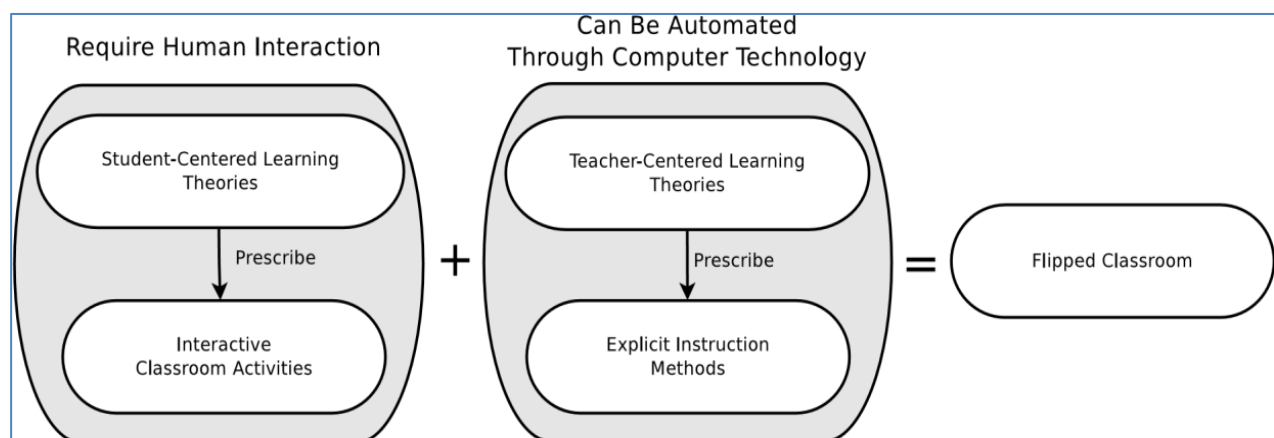 Require Human Interaction
Can Be Automated
Through Computer Technology
Student-Centered Learning
Theories
Prescribe
Interactive
Classroom Activities
+
Teacher-Centered Learning
Theories
Prescribe
Explicit Instruction
Methods
=
Flipped Classroom